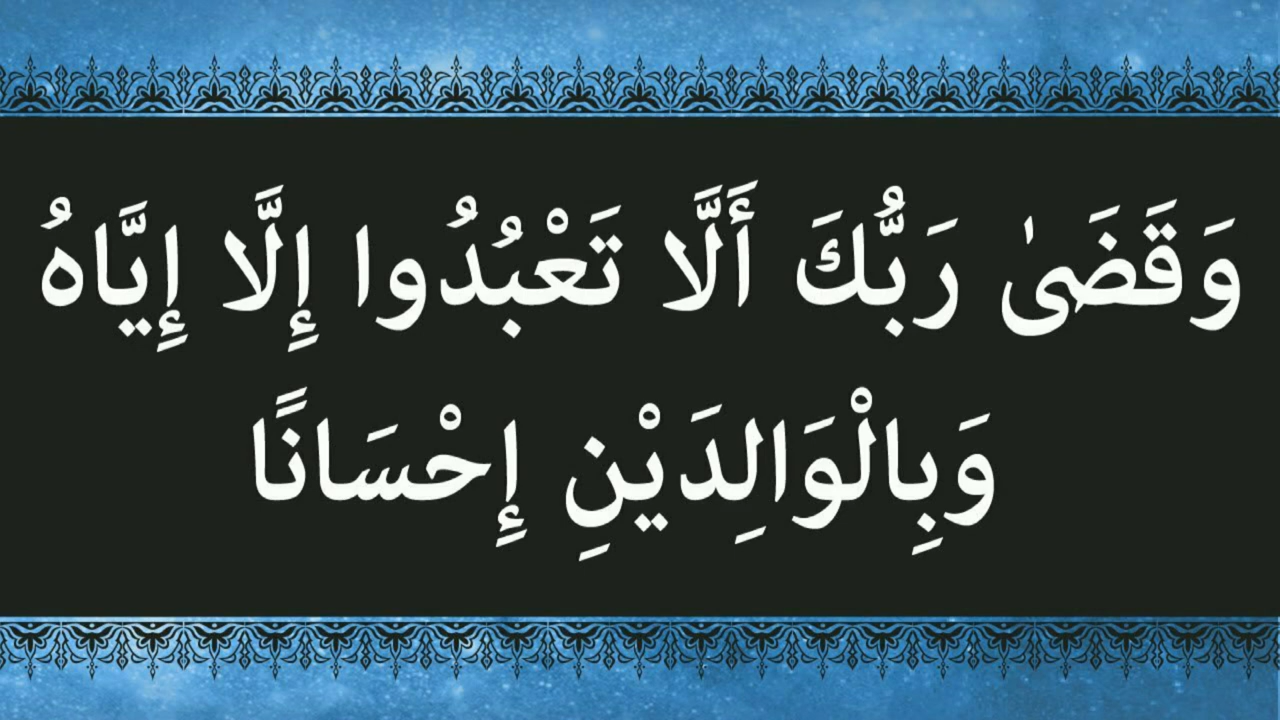 وَقَضَىٰ رَبُّكَ أَلَّا تَعْبُدُوا إِلَّا إِيَّاهُ
وَبِالْوَالِدَيْنِ إِحْسَانًا